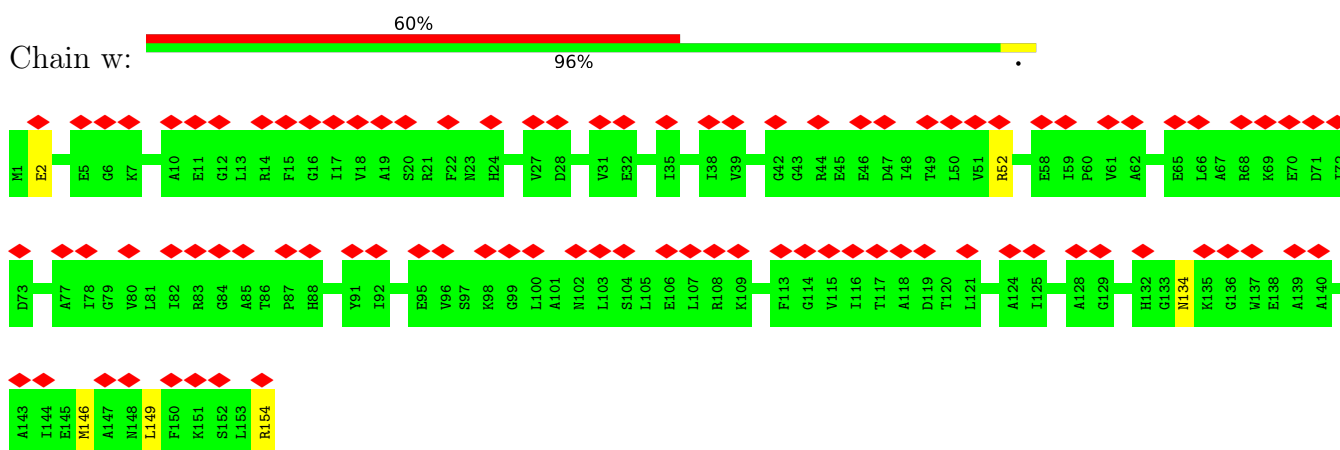 60%
Chain w:
96%
.
M1 E2 E5 G6 K7 A10 E11 G12 L13 R14 F15 G16 I17 V18 A19 S20 R21 F22 N23 H24 V27 D28 V31 E32 I35 I38 V39 G42 G43 R44 E45 E46 D47 I48 T49 L50 V51 R52 E58 I59 P60 V61 A62 E65 L66 A67 R68 K69 E70 D71 I72
D73 A77 I78 G79 V80 L81 I82 R83 G84 A85 T86 P87 H88 Y91 I92 E95 V96 S97 K98 G99 L100 A101 N102 L103 S104 L105 E106 L107 R108 K109 F113 G114 V115 I116 T117 A118 D119 T120 L121 A124 I125 A128 G129 H132 G133 N134 K135 G136 W137 E138 A139 A140
A143 I144 E145 M146 A147 N148 L149 F150 K151 S152 L153 R154